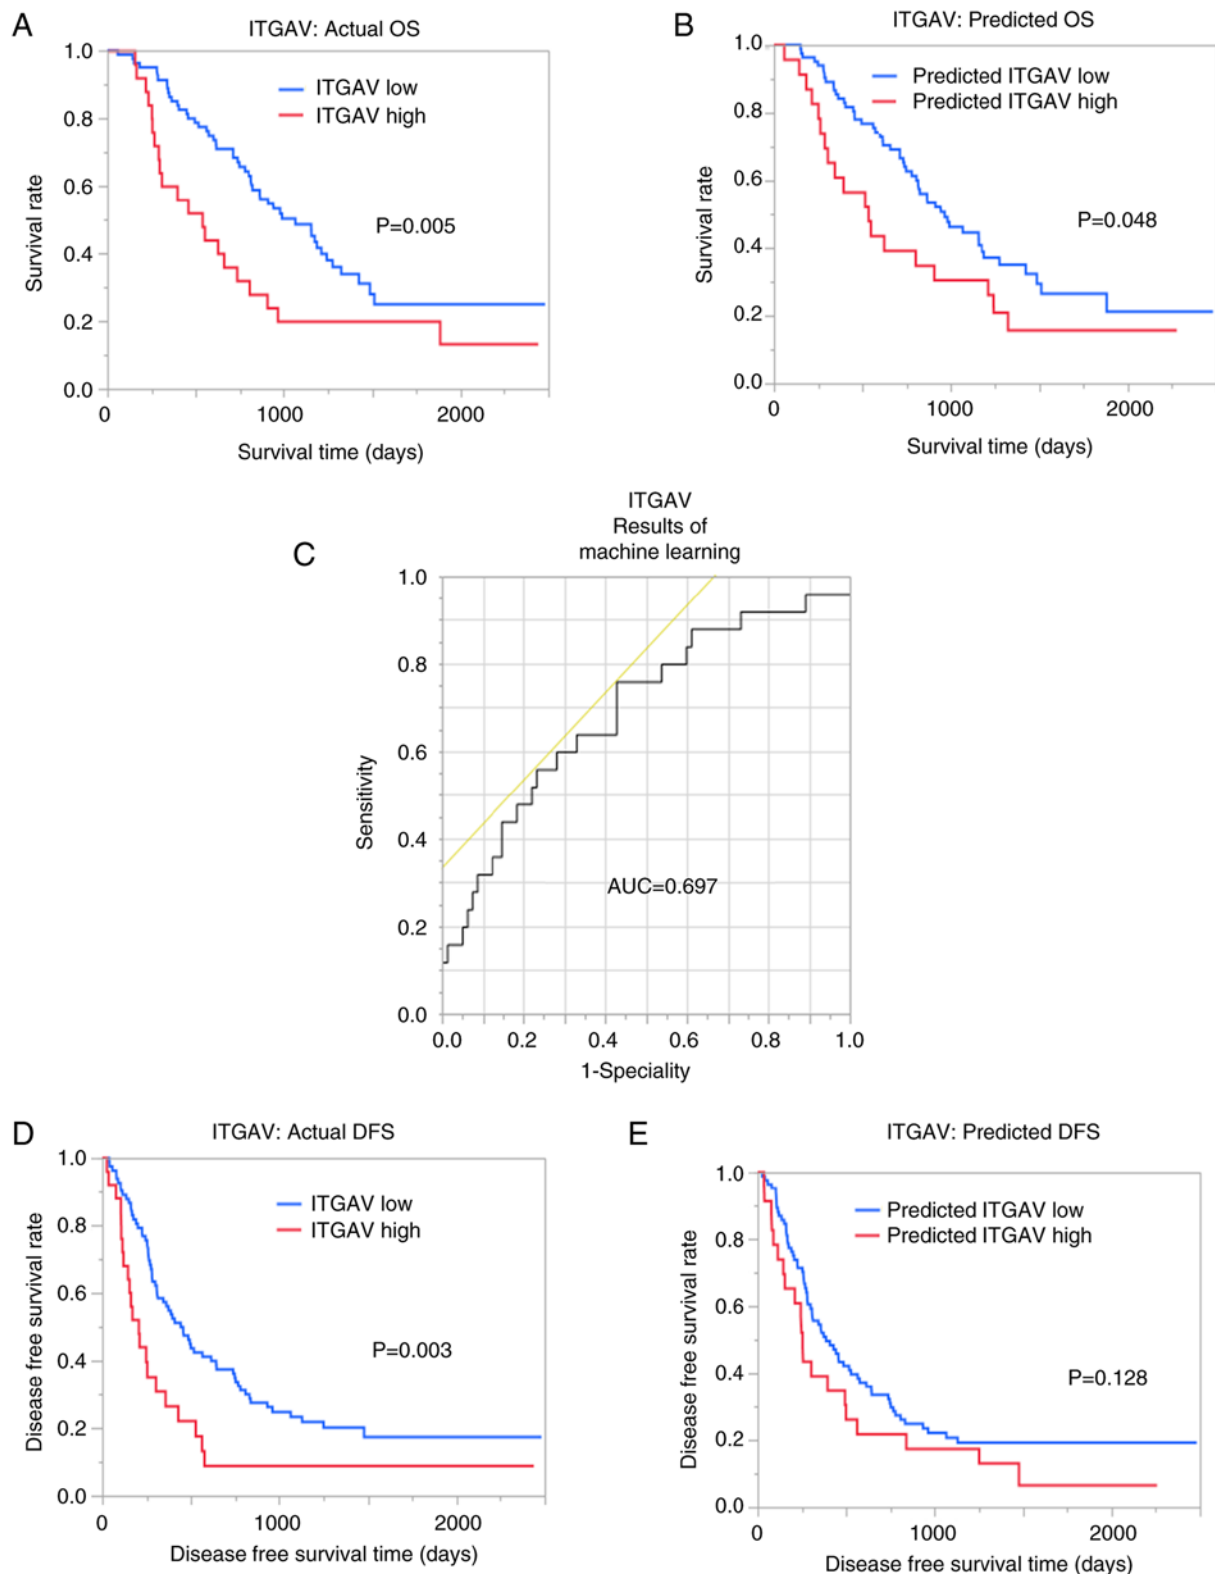 A
ITGAV: Actual OS
1.0
0.8
0.6
0.4
0.2
0.0
Survival rate
ITGAV low
ITGAV high
P=0.005
0
1000
2000
Survival time (days)
B
ITGAV: Predicted OS
1.0
0.8
0.6
0.4
0.2
0.0
Survival rate
Predicted ITGAV low
Predicted ITGAV high
P=0.048
0
1000
2000
Survival time (days)
C
ITGAV
Results of
machine learning
1.0
0.8
0.6
0.4
0.2
0.0
Sensitivity
AUC=0.697
0.0
0.2
0.4
0.6
0.8
1.0
1-Speciality
D
ITGAV: Actual DFS
1.0
0.8
0.6
0.4
0.2
0.0
Disease free survival rate
ITGAV low
ITGAV high
P=0.003
0
1000
2000
Disease free survival time (days)
E
ITGAV: Predicted DFS
1.0
0.8
0.6
0.4
0.2
0.0
Disease free survival rate
Predicted ITGAV low
Predicted ITGAV high
P=0.128
0
1000
2000
Disease free survival time (days)